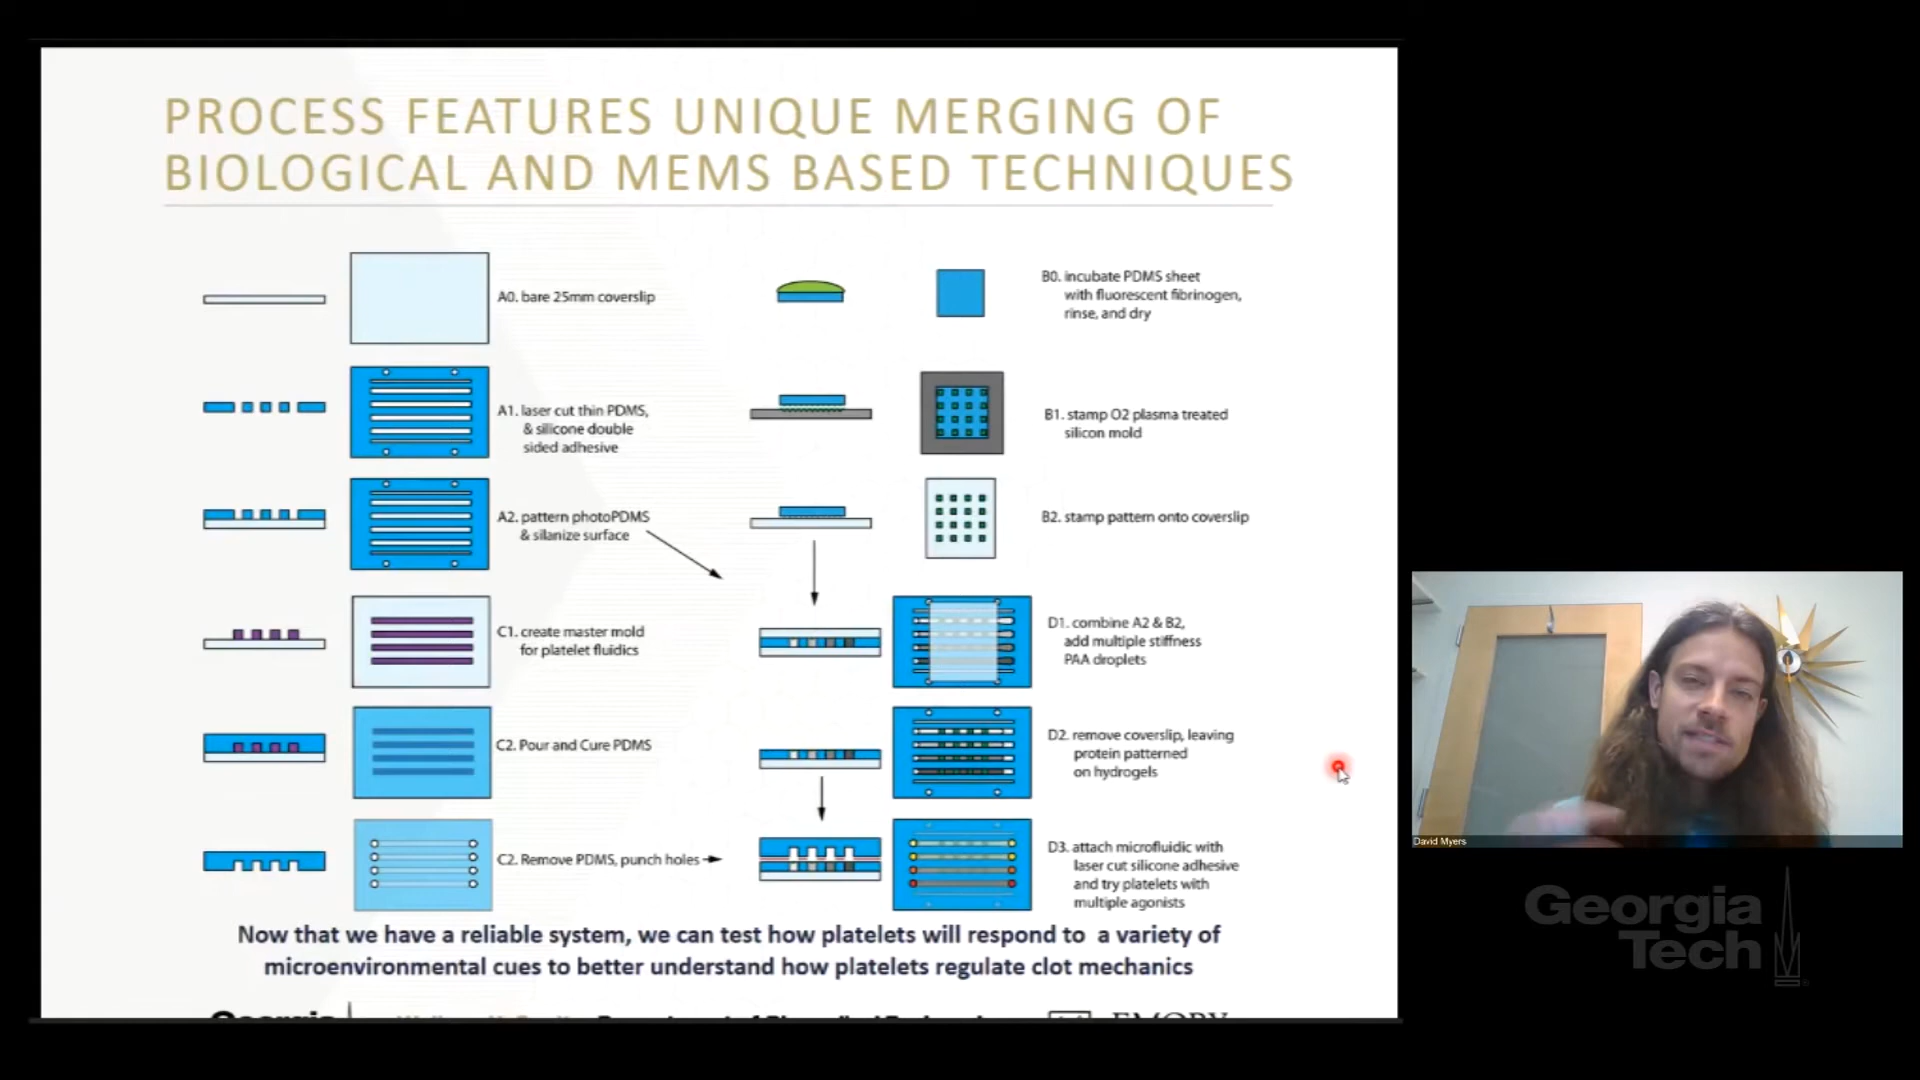 PROCESS FEATURES UNIQUE MERGING OF
BIOLOGICAL AND MEMS BASED TECHNIQUES
A0. bare 25mm coverslip
A1. laser cut thin PDMS,
& silicone double
sided adhesive
A2. pattern photoPDMS
& silanize surface
C1. create master mold
for platelet fluidics
C2. Pour and Cure PDMS
C2. Remove PDMS, punch holes
B0. incubate PDMS sheet
with fluorescent fibrinogen,
rinse, and dry
B1. stamp O2 plasma treated
silicon mold
B2. stamp pattern onto coverslip
D1. combine A2 & B2,
add multiple stiffness
PAA droplets
D2. remove coverslip, leaving
protein patterned
on hydrogels
D3. attach microfluidic with
laser cut silicone adhesive
and try platelets with
multiple agonists
Now that we have a reliable system, we can test how platelets will respond to a variety of
microenvironmental cues to better understand how platelets regulate clot mechanics
David Myers
Georgia
Tech